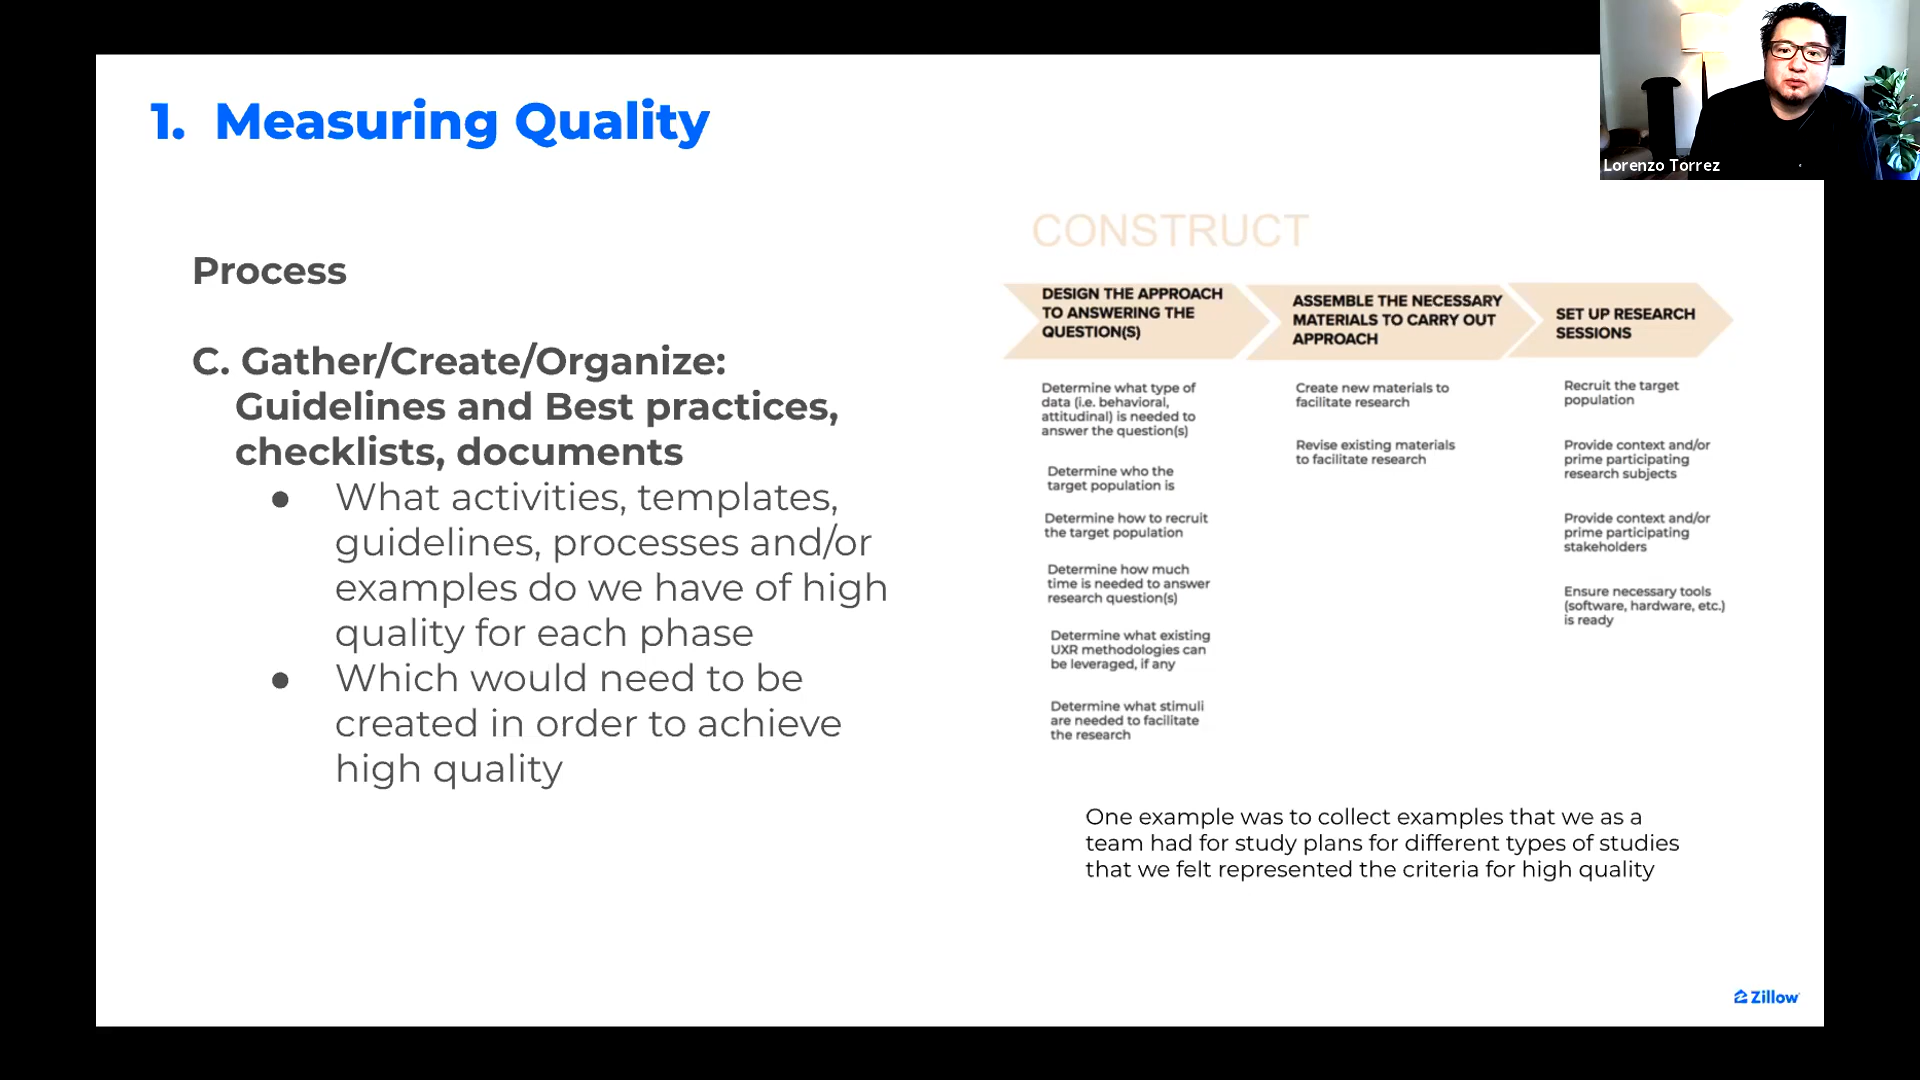 1. Measuring Quality
Process
C. Gather/Create/Organize:
Guidelines and Best practices,
checklists, documents
● What activities, templates,
guidelines, processes and/or
examples do we have of high
quality for each phase
● Which would need to be
created in order to achieve
high quality
CONSTRUCT
DESIGN THE APPROACH
TO ANSWERING THE
QUESTION(S)
Determine what type of
data (i.e. behavioral,
attitudinal) is needed to
answer the question(s)
Determine who the
target population is
Determine how to recruit
the target population
Determine how much
time is needed to answer
research question(s)
Determine what existing
UXR methodologies can
be leveraged, if any
Determine what stimuli
are needed to facilitate
the research
ASSEMBLE THE NECESSARY
MATERIALS TO CARRY OUT
APPROACH
Create new materials to
facilitate research
Revise existing materials
to facilitate research
SET UP RESEARCH
SESSIONS
Recruit the target
population
Provide context and/or
prime participating
research subjects
Provide context and/or
prime participating
stakeholders
Ensure necessary tools
(software, hardware, etc.)
is ready
One example was to collect examples that we as a
team had for study plans for different types of studies
that we felt represented the criteria for high quality
Zillow
Lorenzo Torrez